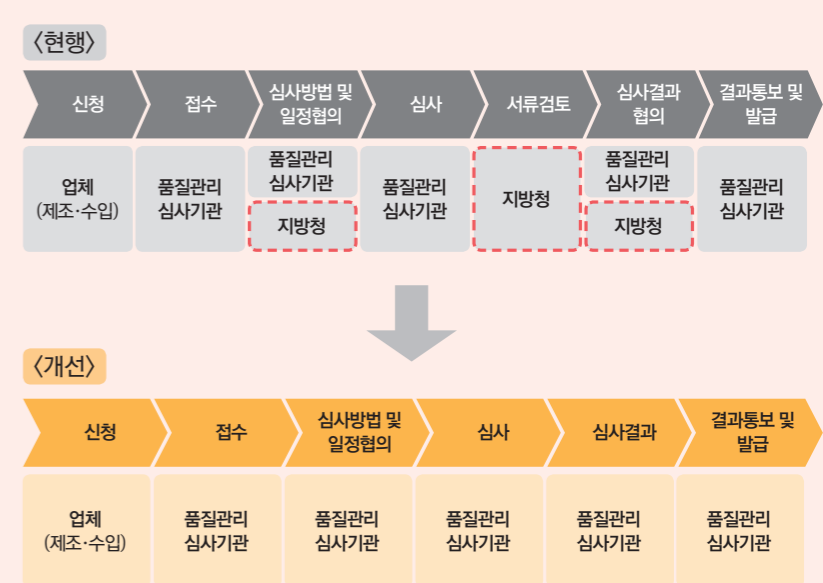 〈현행〉
신청
접수
심사방법 및
일정협의
심사
서류검토
심사결과
협의
결과통보 및
발급
업체
(제조·수입)
품질관리
심사기관
품질관리
심사기관
지방청
품질관리
심사기관
지방청
품질관리
심사기관
지방청
품질관리
심사기관
〈개선〉
신청
접수
심사방법 및
일정협의
심사
심사결과
결과통보 및
발급
업체
(제조·수입)
품질관리
심사기관
품질관리
심사기관
품질관리
심사기관
품질관리
심사기관
품질관리
심사기관